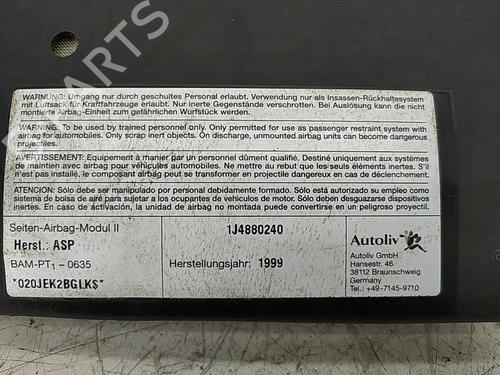 WARNUNG: Umgang nur durch geschultes Personal erlaubt. Verwendung nur als Insassen-Rückhaltesystem
mit Luftsack für Kraftfahrzeuge erlaubt. Nur inerte Gegenstände verschrotten. Bei Auslösung kann die nicht
montierte Airbag-Einheit zum gefährlichen Wurfstück werden.
WARNING: To be used by trained personnel only. Only permitted for use as passenger restraint system with
airbag for automobiles. Only scrap inert objects. On discharge, unmounted airbag units can become dangerous
projectiles.
AVERTISSEMENT: Equipement à manier par un personnel dûment qualifié. Destiné uniquement aux systèmes
de maintien avec airbag pour véhicules automobiles. Ne mettre au rebut que les seuls éléments inertes. S'il
n'est pas installé, le composant airbag peut se transformer en projectile dangereux en cas de déclenchement.
ATENCION: Sólo debe ser manipulado por personal debidamente formado. Sólo está autorizado su empleo como
sistema de bolsa de aire para sujetar a los ocupantes de vehículos de motor. Sólo deben desguazarse dispositivos
inertes. En caso de activación, la unidad de airbag no montada puede convertirse en un peligroso proyectil.
Seiten-Airbag-Modul II
1J4880240
Herst.: ASP
BAM-PT1 - 0635
Herstellungsjahr: 1999
*020JEK2BGLKS*
Autoliv
Autoliv GmbH
Hansestr. 46
38112 Braunschweig
Germany
Tel.: +49-7145-9710